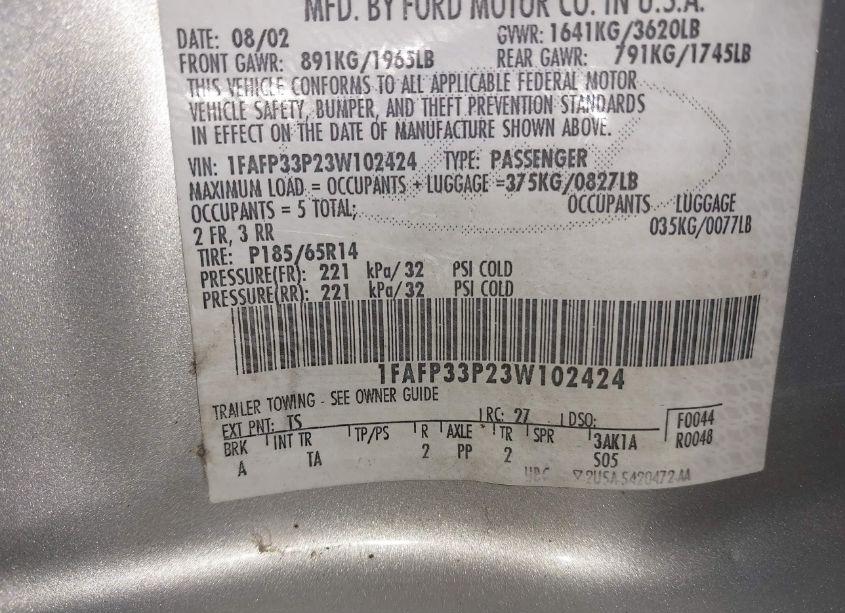 MFD. BY FORD MOTOR CO. IN U.S.A.
DATE: 08/02 GVWR: 1641KG/3620LB
FRONT GAWR: 891KG/1965LB REAR GAWR: 791KG/1745LB
THIS VEHICLE CONFORMS TO ALL APPLICABLE FEDERAL MOTOR
VEHICLE SAFETY, BUMPER, AND THEFT PREVENTION STANDARDS
IN EFFECT ON THE DATE OF MANUFACTURE SHOWN ABOVE.
VIN: 1FAFP33P23W102424 TYPE: PASSENGER
MAXIMUM LOAD = OCCUPANTS + LUGGAGE =375KG/0827LB
OCCUPANTS = 5 TOTAL; OCCUPANTS LUGGAGE
2 FR, 3 RR 035KG/0077LB
TIRE: P185/65R14
PRESSURE(FR): 221 kPa/ 32 PSI COLD
PRESSURE(RR): 221 kPa/ 32 PSI COLD
1FAFP33P23W102424
TRAILER TOWING - SEE OWNER GUIDE
EXT PNT: TS RC: 27 DSO: F0044
BRK INT TR TP/PS R AXLE TR SPR 3AK1A R0048
A TA 2 PP 2 S05
UBC 2U5A-5420472-AA